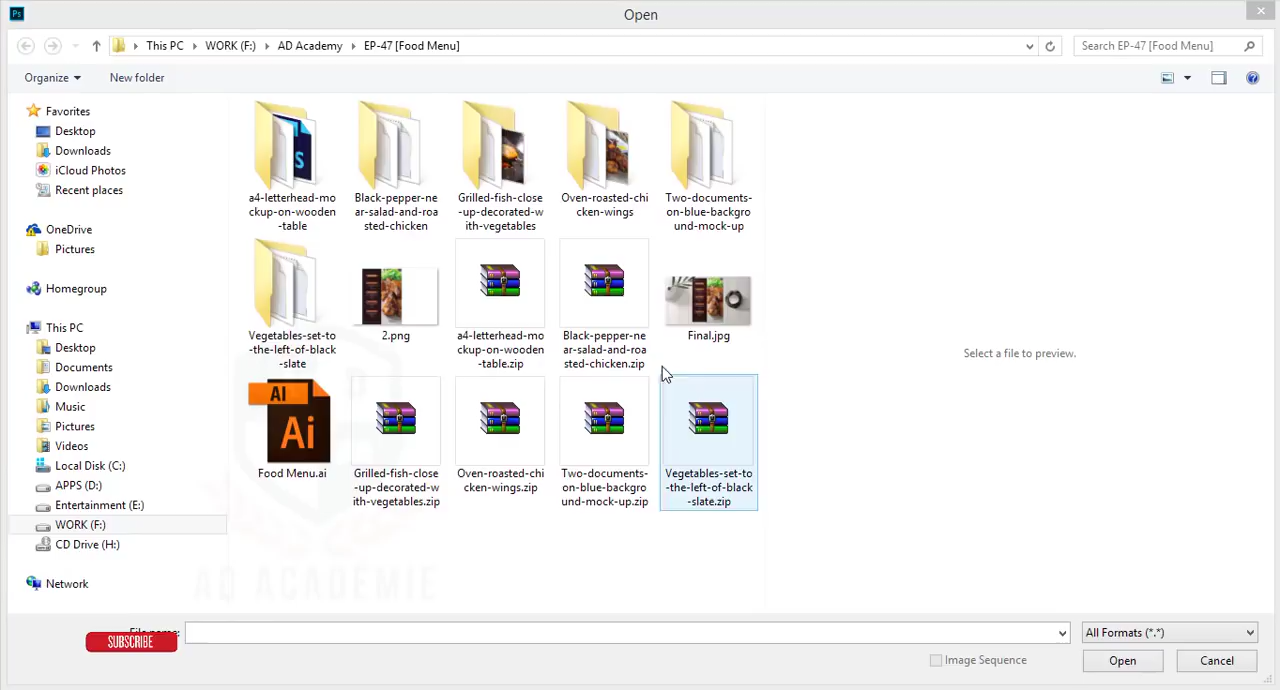 Ps
Open
This PC
WORK (F:)
AD Academy
EP-47 [Food Menu]
Search EP-47 [Food Menu]
Organize
New folder
Favorites
Desktop
Downloads
iCloud Photos
Recent places
OneDrive
Pictures
Homegroup
This PC
Desktop
Documents
Downloads
Music
Pictures
Videos
Local Disk (C:)
APPS (D:)
Entertainment (E:)
WORK (F:)
CD Drive (H:)
Network
a4-letterhead-mo
ckup-on-wooden
-table
Black-pepper-ne
ar-salad-and-roa
sted-chicken
Grilled-fish-close
-up-decorated-w
ith-vegetables
Oven-roasted-chi
cken-wings
Two-documents-
on-blue-backgro
und-mock-up
Vegetables-set-to
-the-left-of-black
-slate
2.png
a4-letterhead-mo
ckup-on-wooden
-table.zip
Black-pepper-ne
ar-salad-and-roa
sted-chicken.zip
Final.jpg
AI
Ai
Food Menu.ai
Grilled-fish-close
-up-decorated-w
ith-vegetables.zip
Oven-roasted-chi
cken-wings.zip
Two-documents-
on-blue-backgro
und-mock-up.zip
Vegetables-set-to
-the-left-of-black
-slate.zip
Select a file to preview.
AQ ACADEMIE
File name:
SUBSCRIBE
All Formats (*.*)
Image Sequence
Open
Cancel